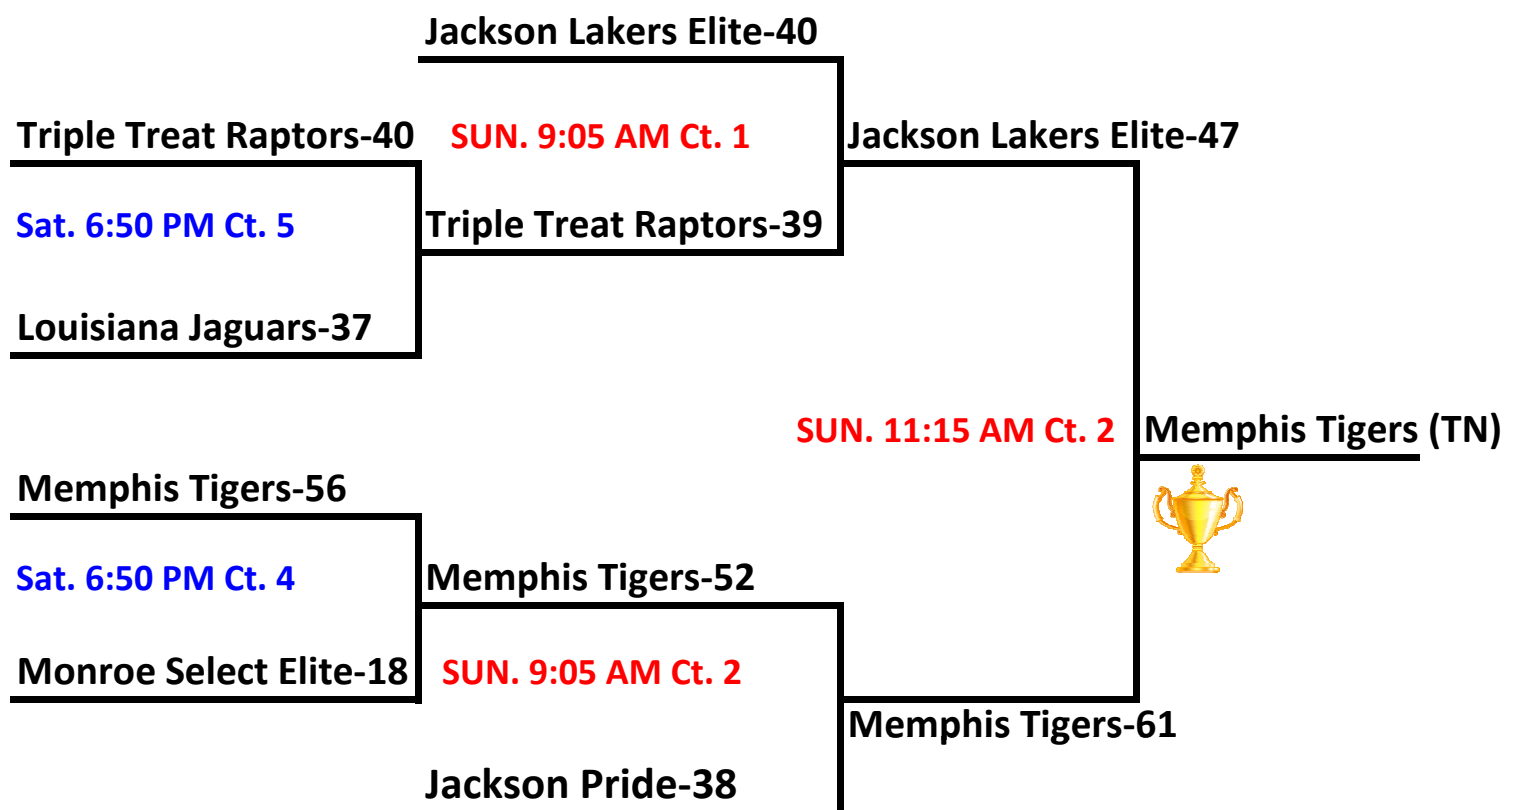 Jackson Lakers Elite-40
Triple Treat Raptors-40
SUN. 9:05 AM Ct. 1
Jackson Lakers Elite-47
Sat. 6:50 PM Ct. 5
Triple Treat Raptors-39
Louisiana Jaguars-37
SUN. 11:15 AM Ct. 2
Memphis Tigers (TN)
Memphis Tigers-56
Sat. 6:50 PM Ct. 4
Memphis Tigers-52
Monroe Select Elite-18
SUN. 9:05 AM Ct. 2
Memphis Tigers-61
Jackson Pride-38